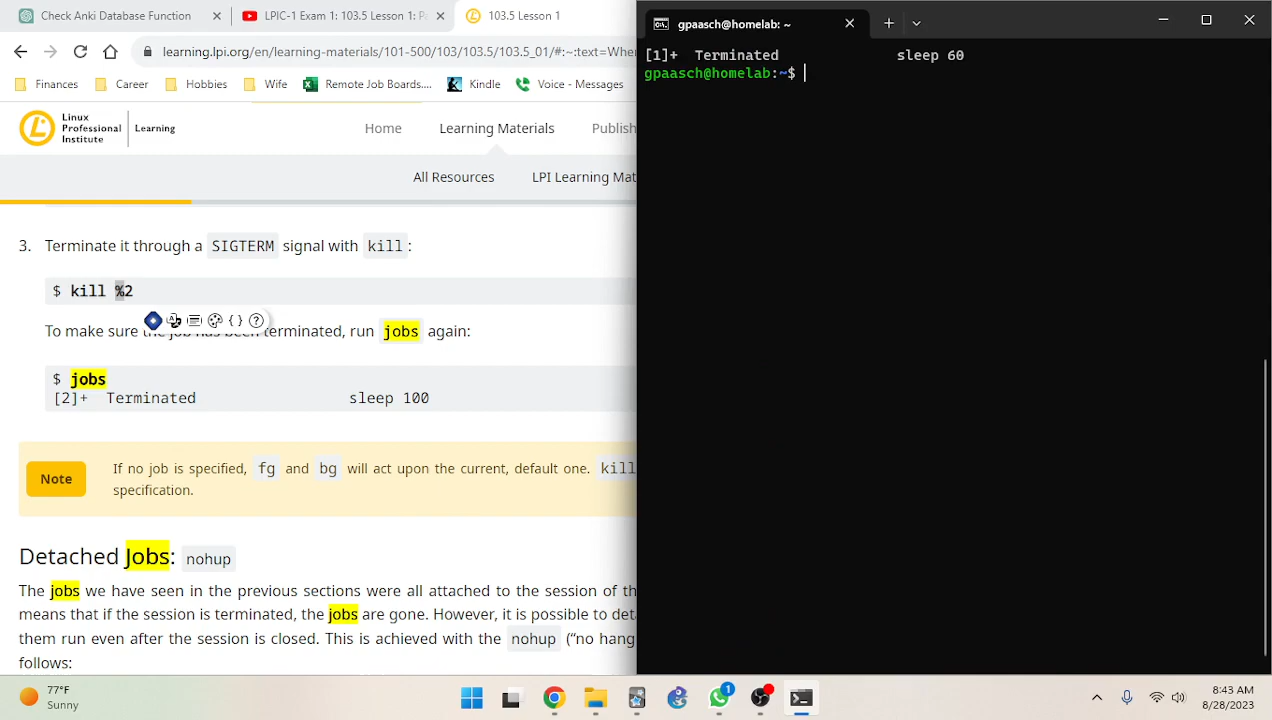 Check Anki Database Function
LPIC-1 Exam 1: 103.5 Lesson 1: Pa
103.5 Lesson 1
learning.lpi.org/en/learning-materials/101-500/103/103.5/103.5_01/#:~:text=Whe
Finances
Career
Hobbies
Wife
Remote Job Boards....
Kindle
Voice - Messages
Linux
Professional
Institute
Learning
Home
Learning Materials
Publish
All Resources
LPI Learning Mat
3. Terminate it through a SIGTERM signal with kill:
$ kill %2
To make sure the job has been terminated, run jobs again:
$ jobs
[2]+ Terminated sleep 100
Note
If no job is specified, fg and bg will act upon the current, default one. kill
specification.
Detached Jobs: nohup
The jobs we have seen in the previous sections were all attached to the session of th
means that if the session is terminated, the jobs are gone. However, it is possible to deta
them run even after the session is closed. This is achieved with the nohup (“no hang
follows:
gpaasch@homelab: ~
[1]+ Terminated sleep 60
gpaasch@homelab:~$
77°F
Sunny
1
8:43 AM
8/28/2023